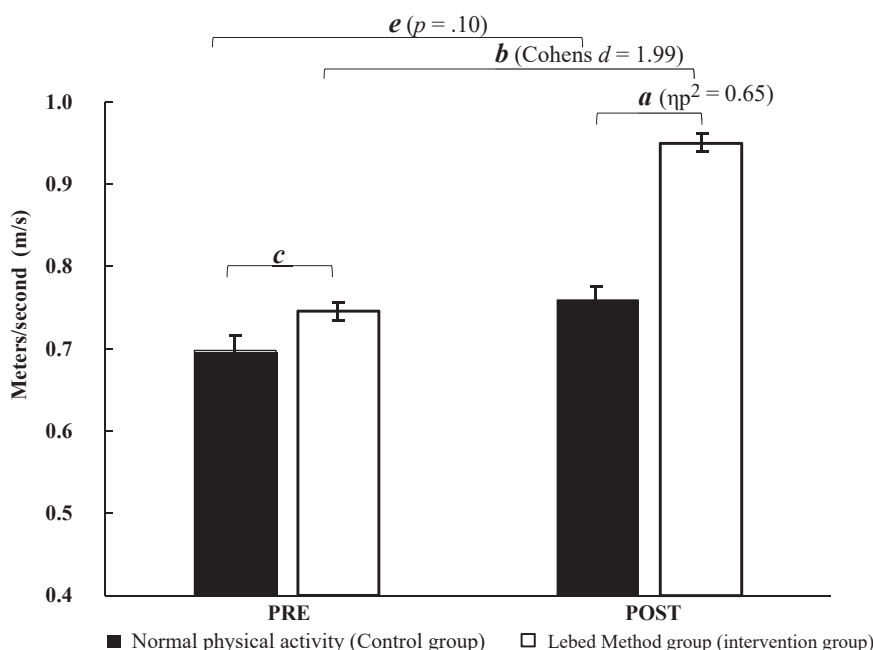 e (p = .10)
b (Cohens d = 1.99)
a (ηp² = 0.65)
1.0
0.9
c
0.8
0.7
0.6
0.5
0.4
Meters/second (m/s)
PRE POST
Normal physical activity (Control group) Lebed Method group (intervention group)